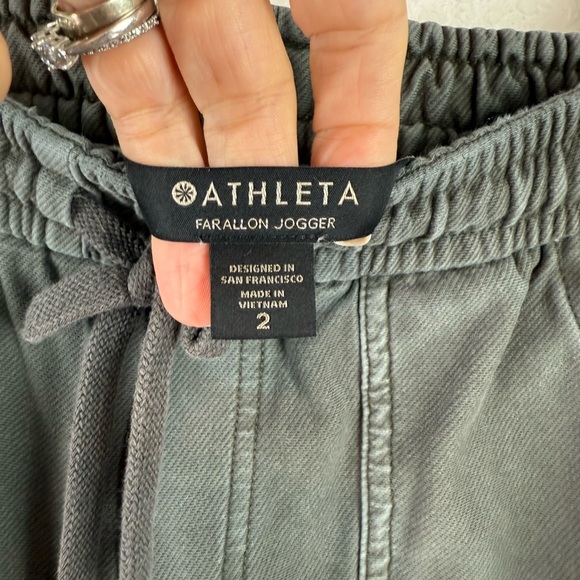 ATHLETA
FARALLON JOGGER
DESIGNED IN
SAN FRANCISCO
MADE IN
VIETNAM
2